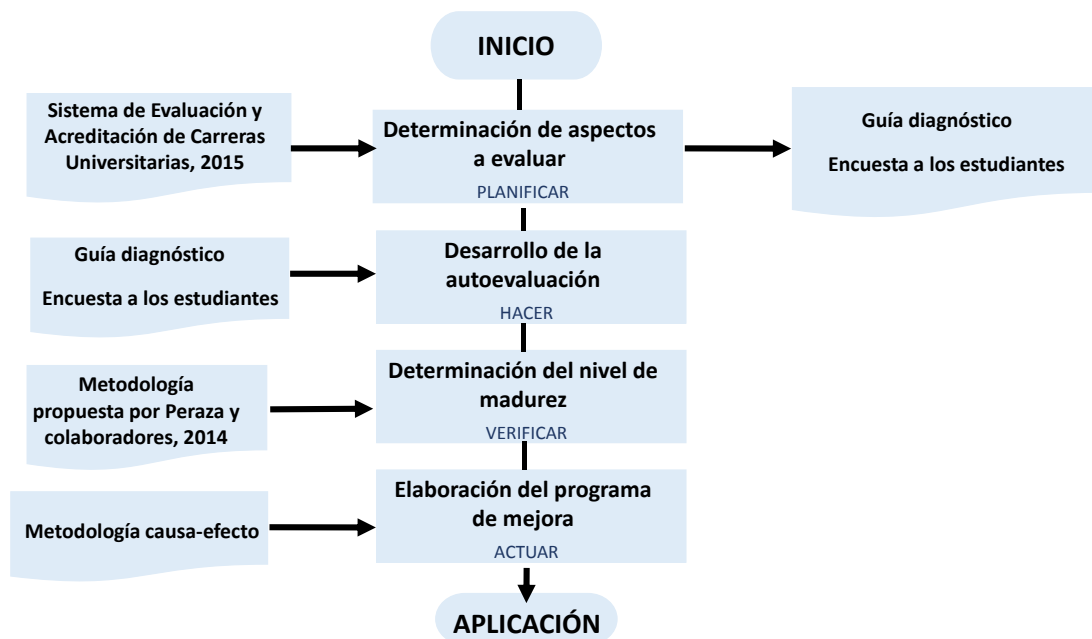 INICIO
Sistema de Evaluación y
Acreditación de Carreras
Universitarias, 2015
Determinación de aspectos
a evaluar
PLANIFICAR
Guía diagnóstico
Encuesta a los estudiantes
Guía diagnóstico
Encuesta a los estudiantes
Desarrollo de la
autoevaluación
HACER
Metodología
propuesta por Peraza y
colaboradores, 2014
Determinación del nivel de
madurez
VERIFICAR
Metodología causa-efecto
Elaboración del programa
de mejora
ACTUAR
APLICACIÓN